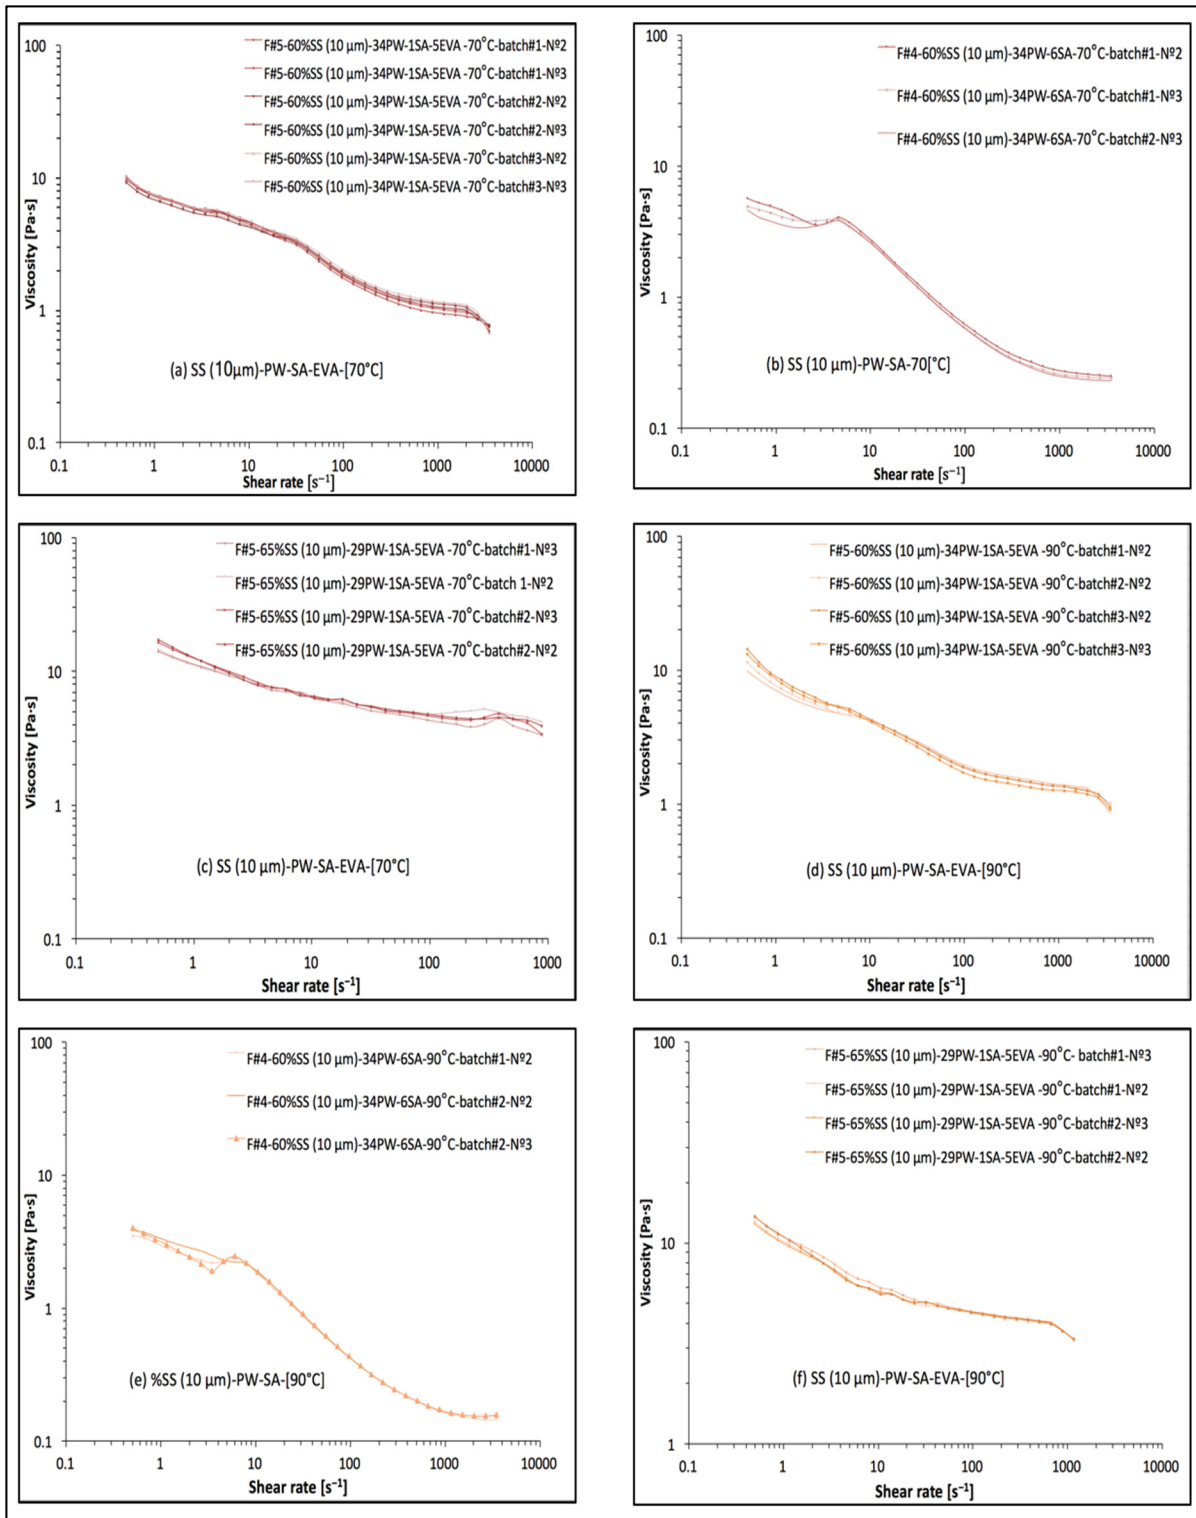 100
F#5-60%SS (10 µm)-34PW-1SA-5EVA -70°C-batch#1-Nº2
F#5-60%SS (10 µm)-34PW-1SA-5EVA -70°C-batch#1-Nº3
F#5-60%SS (10 µm)-34PW-1SA-5EVA -70°C-batch#2-Nº2
F#5-60%SS (10 µm)-34PW-1SA-5EVA -70°C-batch#2-Nº3
F#5-60%SS (10 µm)-34PW-1SA-5EVA -70°C-batch#3-Nº2
F#5-60%SS (10 µm)-34PW-1SA-5EVA -70°C-batch#3-Nº3
10
Viscosity [Pa·s]
1
(a) SS (10µm)-PW-SA-EVA-[70°C]
0.1
0.1 1 10 100 1000 10000
Shear rate [s⁻¹]
100
F#4-60%SS (10 µm)-34PW-6SA-70°C-batch#1-Nº2
F#4-60%SS (10 µm)-34PW-6SA-70°C-batch#1-Nº3
F#4-60%SS (10 µm)-34PW-6SA-70°C-batch#2-Nº3
10
Viscosity [Pa·s]
1
(b) SS (10 µm)-PW-SA-70[°C]
0.1
0.1 1 10 100 1000 10000
Shear rate [s⁻¹]
100
F#5-65%SS (10 µm)-29PW-1SA-5EVA -70°C-batch#1-Nº3
F#5-65%SS (10 µm)-29PW-1SA-5EVA -70°C-batch 1-Nº2
F#5-65%SS (10 µm)-29PW-1SA-5EVA -70°C-batch#2-Nº3
F#5-65%SS (10 µm)-29PW-1SA-5EVA -70°C-batch#2-Nº2
10
Viscosity [Pa·s]
1
(c) SS (10 µm)-PW-SA-EVA-[70°C]
0.1
0.1 1 10 100 1000
Shear rate [s⁻¹]
100
F#5-60%SS (10 µm)-34PW-1SA-5EVA -90°C-batch#1-Nº2
F#5-60%SS (10 µm)-34PW-1SA-5EVA -90°C-batch#2-Nº2
F#5-60%SS (10 µm)-34PW-1SA-5EVA -90°C-batch#3-Nº2
F#5-60%SS (10 µm)-34PW-1SA-5EVA -90°C-batch#3-Nº3
10
Viscosity [Pa·s]
1
(d) SS (10 µm)-PW-SA-EVA-[90°C]
0.1
0.1 1 10 100 1000 10000
Shear rate [s⁻¹]
100
F#4-60%SS (10 µm)-34PW-6SA-90°C-batch#1-Nº2
F#4-60%SS (10 µm)-34PW-6SA-90°C-batch#2-Nº2
F#4-60%SS (10 µm)-34PW-6SA-90°C-batch#2-Nº3
10
Viscosity [Pa·s]
1
(e) %SS (10 µm)-PW-SA-[90°C]
0.1
0.1 1 10 100 1000 10000
Shear rate [s⁻¹]
100
F#5-65%SS (10 µm)-29PW-1SA-5EVA -90°C- batch#1-Nº3
F#5-65%SS (10 µm)-29PW-1SA-5EVA -90°C-batch#1-Nº2
F#5-65%SS (10 µm)-29PW-1SA-5EVA -90°C-batch#2-Nº3
F#5-65%SS (10 µm)-29PW-1SA-5EVA -90°C-batch#2-Nº2
10
Viscosity [Pa·s]
(f) SS (10 µm)-PW-SA-EVA-[90°C]
1
0.1 1 10 100 1000 10000
Shear rate [s⁻¹]